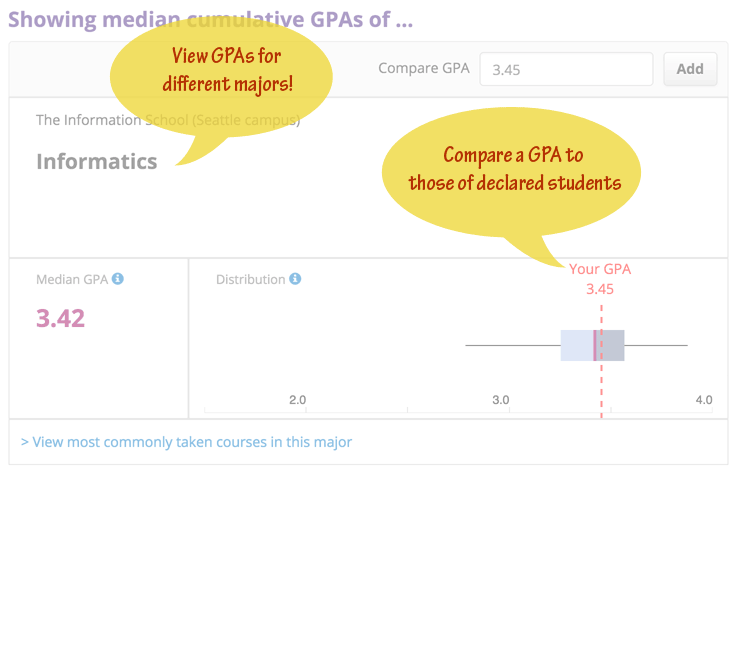 Showing median cumulative GPAs of ...
View GPAs for
different majors!
Compare GPA 3.45 Add
The Information School (Seattle campus)
Informatics
Compare a GPA to
those of declared students
Median GPA
3.42
Distribution
Your GPA
3.45
2.0 3.0 4.0
> View most commonly taken courses in this major